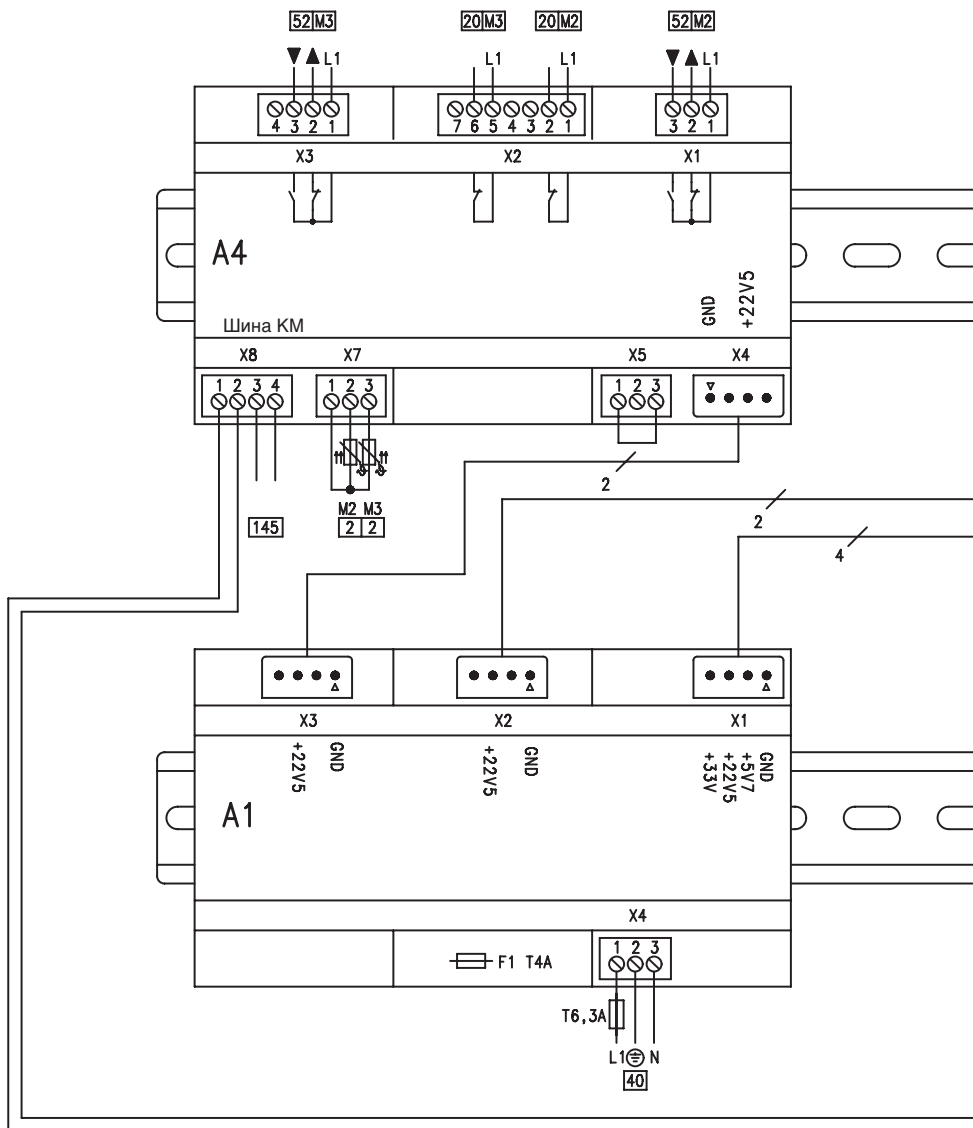 52 M3
20 M3
20 M2
52 M2
▼ ▲ L1
L1
L1
▼ ▲ L1
4 3 2 1
7 6 5 4 3 2 1
3 2 1
X3
X2
X1
A4
GND
+22V5
Шина КМ
X8
X7
X5
X4
1 2 3 4
1 2 3
1 2 3
2
M2 M3
145
2 2
2
4
X3
X2
X1
+22V5
GND
+22V5
GND
+33V
+22V5
+5V7
GND
A1
X4
1 2 3
F1 T4A
T6,3A
L1 N
40